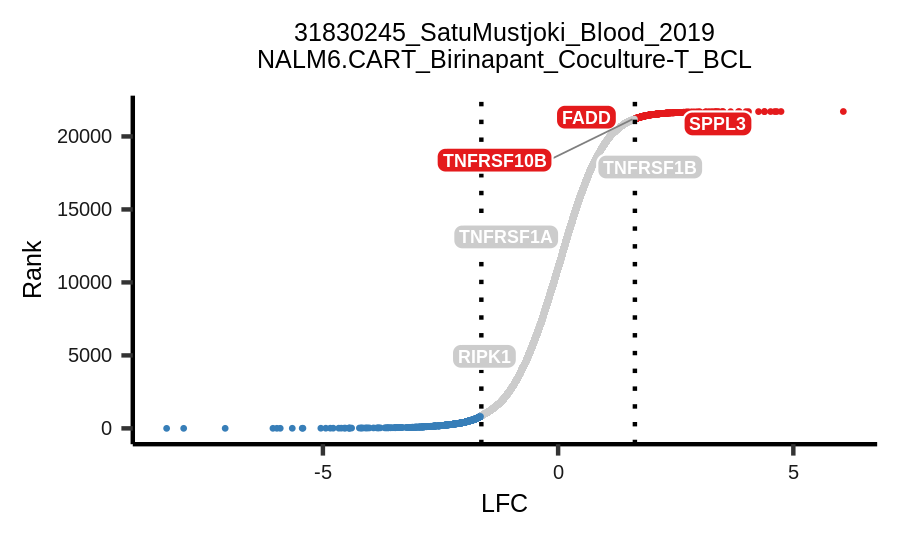 31830245_SatuMustjoki_Blood_2019
NALM6.CART_Birinapant_Coculture-T_BCL
Rank
20000
15000
10000
5000
0
FADD
SPPL3
TNFRSF10B
TNFRSF1B
TNFRSF1A
RIPK1
-5
0
5
LFC